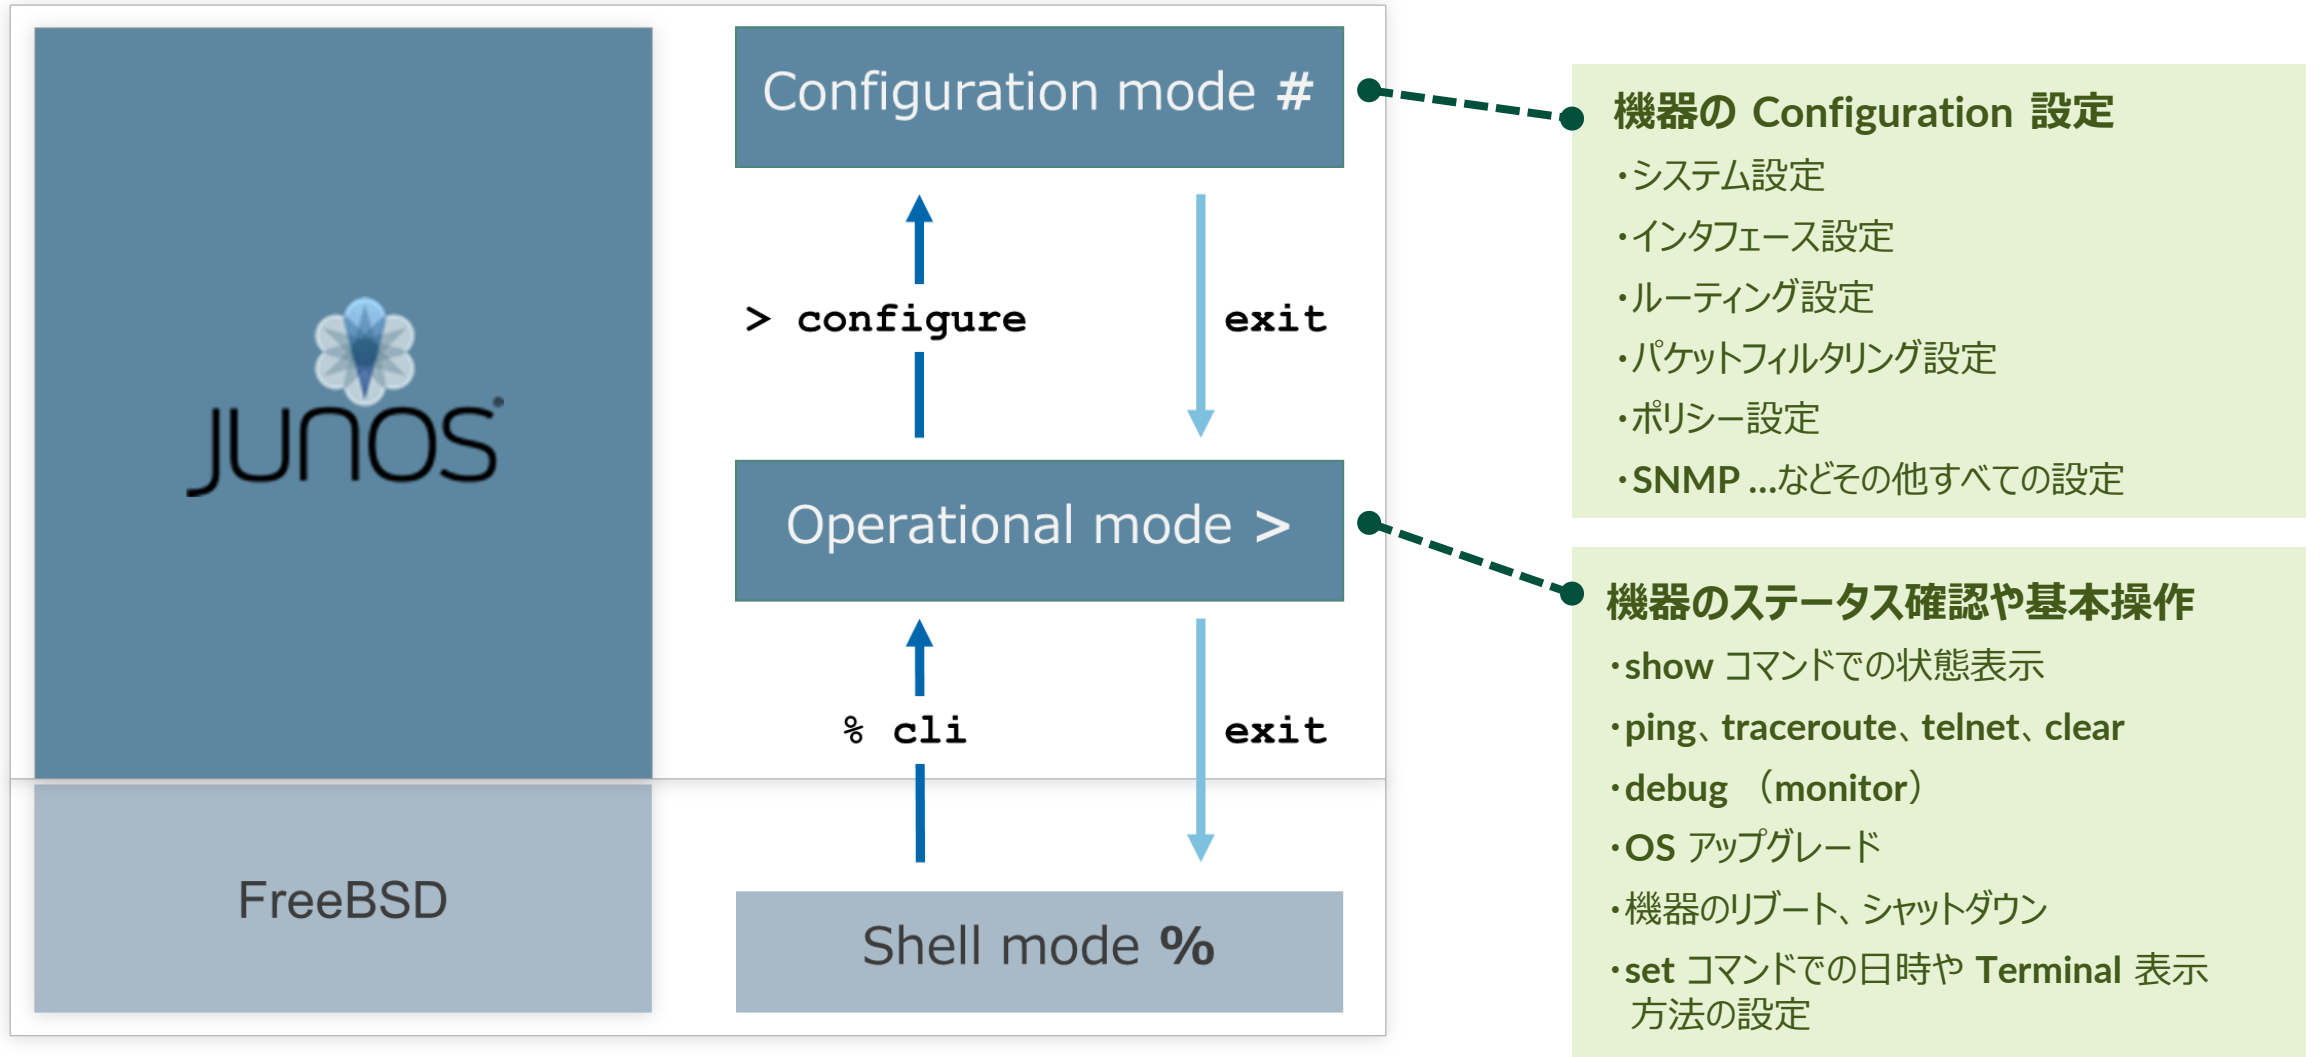 JUNOS
FreeBSD
Configuration mode #
> configure
exit
Operational mode >
% cli
exit
Shell mode %
機器の Configuration 設定
・システム設定
・インタフェース設定
・ルーティング設定
・パケットフィルタリング設定
・ポリシー設定
・SNMP ...などその他すべての設定
機器のステータス確認や基本操作
・show コマンドでの状態表示
・ping、traceroute、telnet、clear
・debug （monitor）
・OS アップグレード
・機器のリブート、シャットダウン
・set コマンドでの日時や Terminal 表示
方法の設定